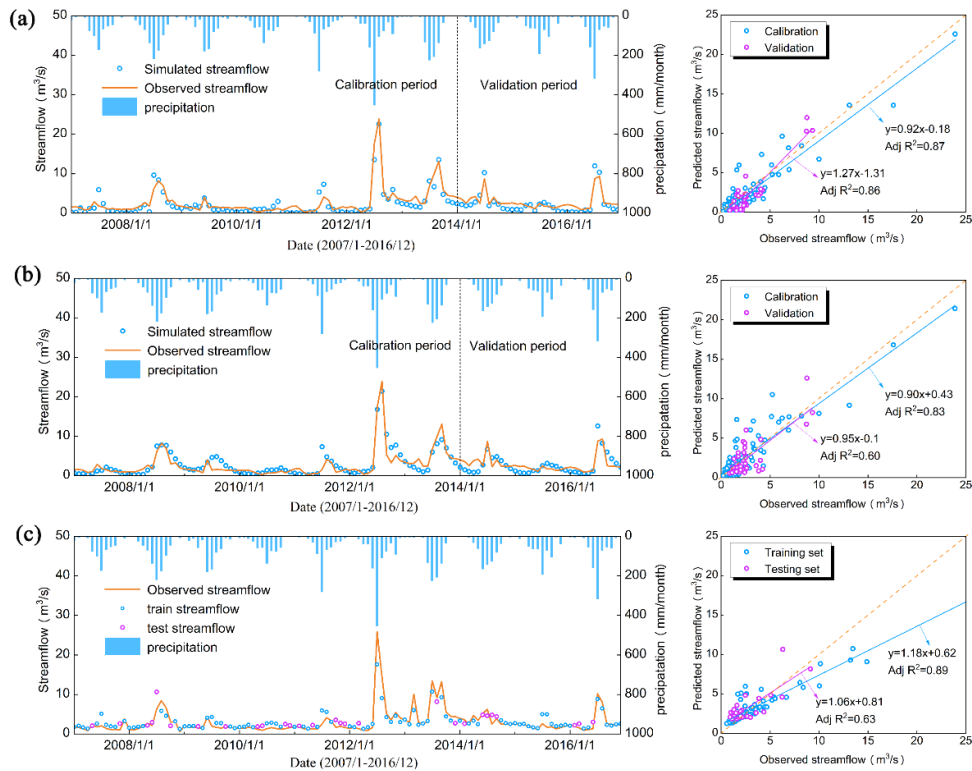 (a)
50
40
30
20
10
0
Streamflow (m³/s)
Simulated streamflow
Observed streamflow
precipitation
Calibration period
Validation period
0
200
400
600
800
1000
precipatation (mm/month)
2008/1/1
2010/1/1
2012/1/1
2014/1/1
2016/1/1
Date (2007/1-2016/12)
25
20
15
10
5
0
Predicted streamflow (m³/s)
Calibration
Validation
y=0.92x-0.18
Adj R²=0.87
y=1.27x-1.31
Adj R²=0.86
0
5
10
15
20
25
Observed streamflow (m³/s)
(b)
50
40
30
20
10
0
Streamflow (m³/s)
Simulated streamflow
Observed streamflow
precipitation
Calibration period
Validation period
0
200
400
600
800
1000
precipatation (mm/month)
2008/1/1
2010/1/1
2012/1/1
2014/1/1
2016/1/1
Date (2007/1-2016/12)
25
20
15
10
5
0
Predicted streamflow (m³/s)
Calibration
Validation
y=0.90x+0.43
Adj R²=0.83
y=0.95x-0.1
Adj R²=0.60
0
5
10
15
20
25
Observed streamflow (m³/s)
(c)
50
40
30
20
10
0
Streamflow (m³/s)
Observed streamflow
train streamflow
test streamflow
precipitation
0
200
400
600
800
1000
precipatation (mm/month)
2008/1/1
2010/1/1
2012/1/1
2014/1/1
2016/1/1
Date (2007/1-2016/12)
25
20
15
10
5
0
Predicted streamflow (m³/s)
Training set
Testing set
y=1.18x+0.62
Adj R²=0.89
y=1.06x+0.81
Adj R²=0.63
0
5
10
15
20
25
Observed streamflow (m³/s)